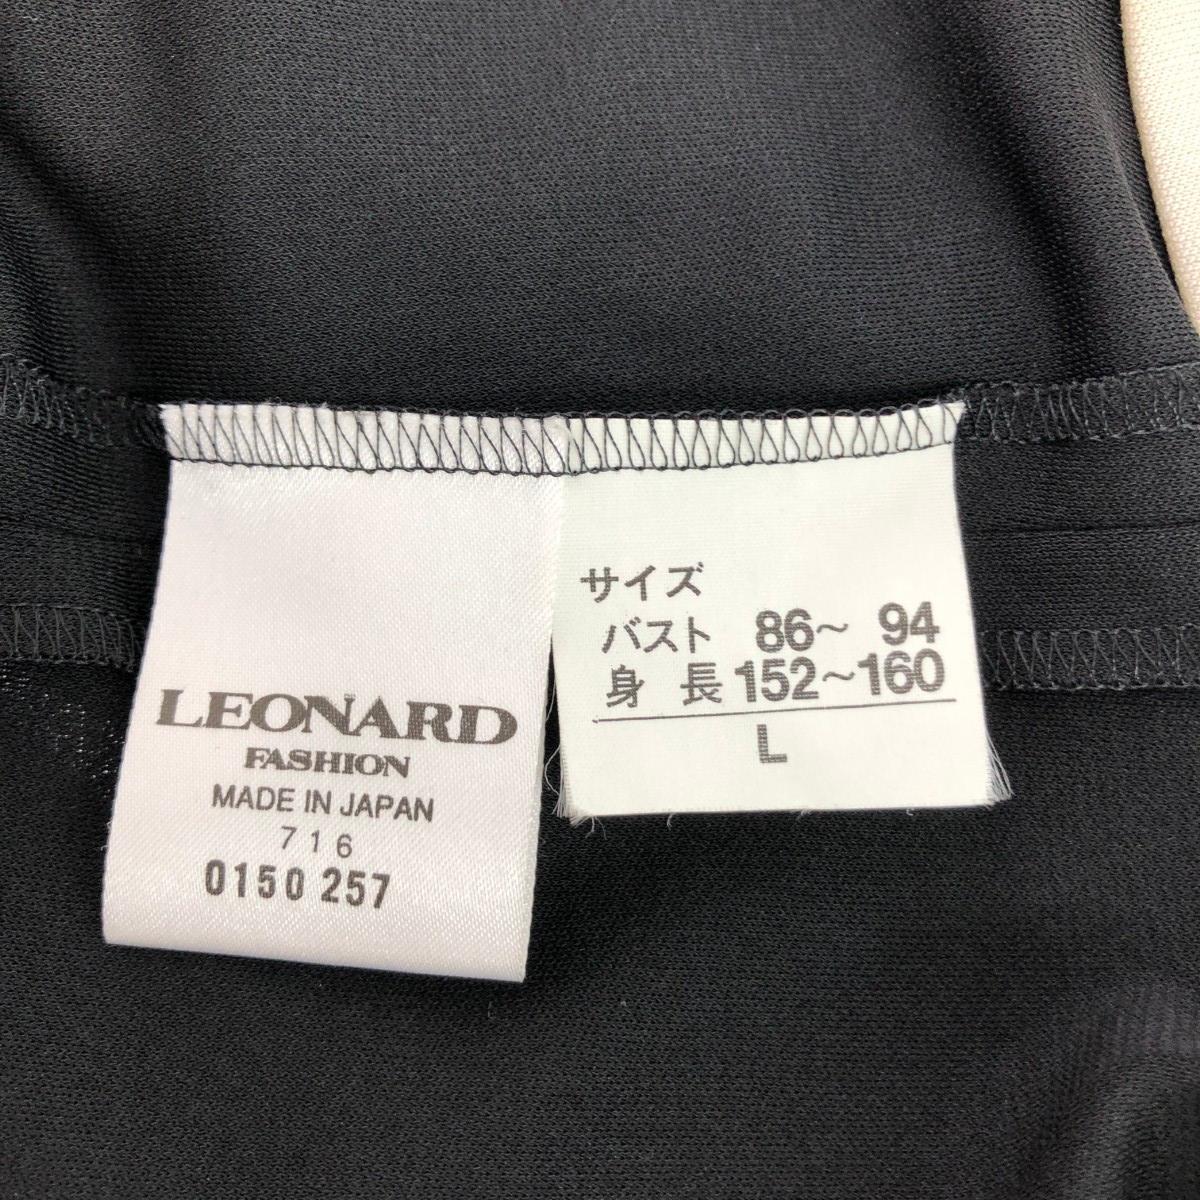 LEONARD
FASHION
MADE IN JAPAN
716
0150 257
サイズ
バスト 86~ 94
身 長 152~160
L